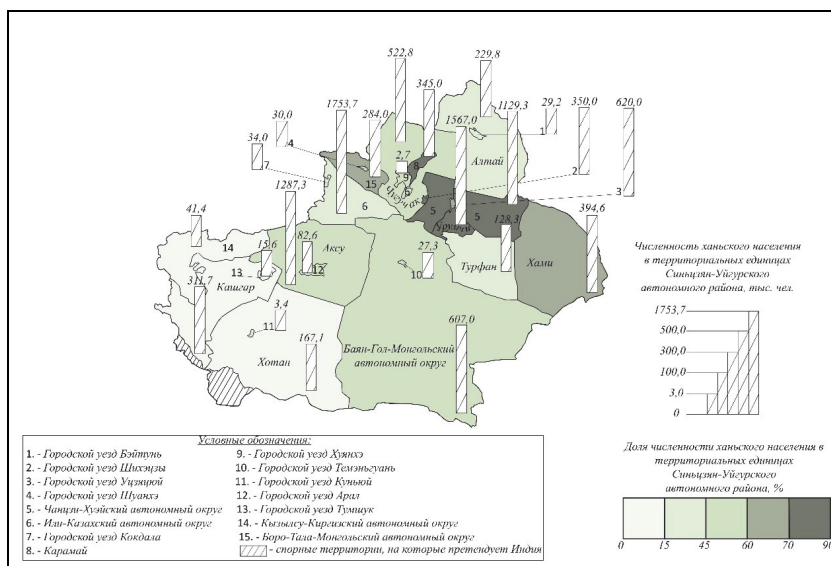 522,8
229,8
345,0
1129,3
29,2
350,0
620,0
1753,7
284,0
1567,0
30,0
34,0
2,7
4
7
15
8
9
6
5
5
1
2
3
Алтай
Чугучак
Урумчи
6
1287,3
41,4
14
15,6
13
82,6
Аксу
12
311,7
Кашгар
27,3
10
128,3
Турфан
394,6
Хами
3,4
11
167,1
Хотан
607,0
Баян-Гол-Монгольский
автономный округ
Численность ханьского населения
в территориальных единицах
Синьцзян-Уйгурского
автономного района, тыс. чел.
1753,7
500,0
300,0
100,0
3,0
0
Условные обозначения:
1. - Городской уезд Бэйтунь
2. - Городской уезд Шихэцзы
3. - Городской уезд Уцзяцюй
4. - Городской уезд Шуанхэ
5. - Чанцзи-Хуэйский автономный округ
6. - Или-Казахский автономный округ
7. - Городской уезд Кокдала
8. - Карамай
9. - Городской уезд Хуянхэ
10. - Городской уезд Темэньгуань
11. - Городской уезд Куньюй
12. - Городской уезд Арал
13. - Городской уезд Тумшук
14. - Кызылсу-Киргизский автономный округ
15. - Боро-Тала-Монгольский автономный округ
- спорные территории, на которые претендует Индия
Доля численности ханьского населения в
территориальных единицах
Синьцзян-Уйгурского
автономного района, %
0 15 45 60 70 90